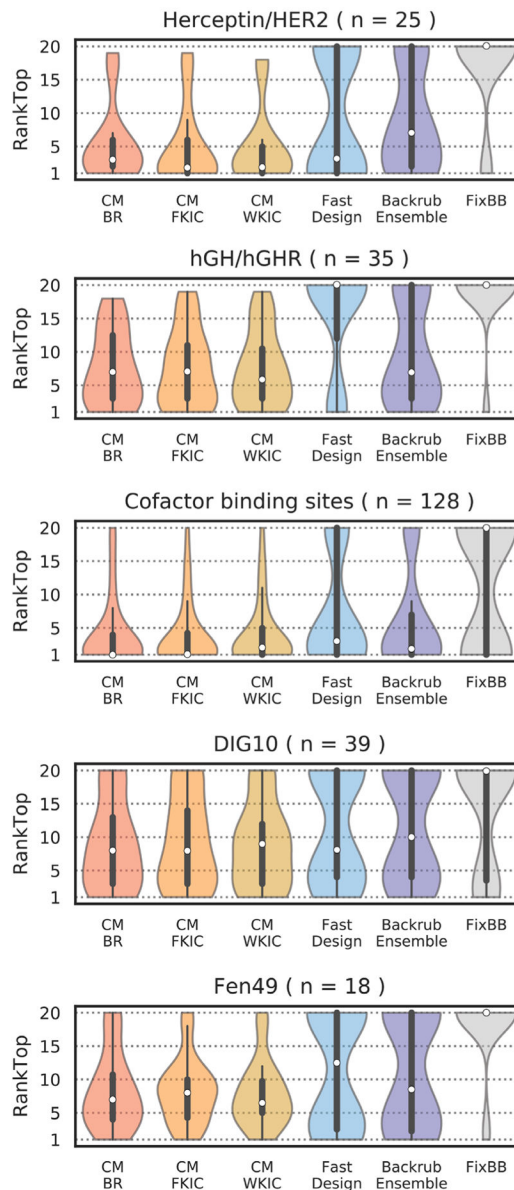 Herceptin/HER2 ( n = 25 )
RankTop
20
15
10
5
1
CM BR
CM FKIC
CM WKIC
Fast Design
Backrub Ensemble
FixBB
hGH/hGHR ( n = 35 )
RankTop
20
15
10
5
1
CM BR
CM FKIC
CM WKIC
Fast Design
Backrub Ensemble
FixBB
Cofactor binding sites ( n = 128 )
RankTop
20
15
10
5
1
CM BR
CM FKIC
CM WKIC
Fast Design
Backrub Ensemble
FixBB
DIG10 ( n = 39 )
RankTop
20
15
10
5
1
CM BR
CM FKIC
CM WKIC
Fast Design
Backrub Ensemble
FixBB
Fen49 ( n = 18 )
RankTop
20
15
10
5
1
CM BR
CM FKIC
CM WKIC
Fast Design
Backrub Ensemble
FixBB